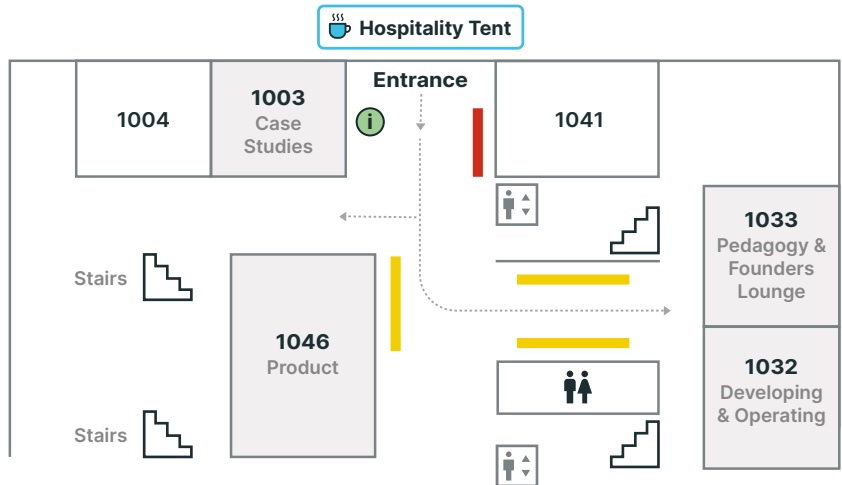 Hospitality Tent
Entrance
1004
1003
Case
Studies
i
1041
1033
Pedagogy &
Founders
Lounge
Stairs
1046
Product
1032
Developing
& Operating
Stairs